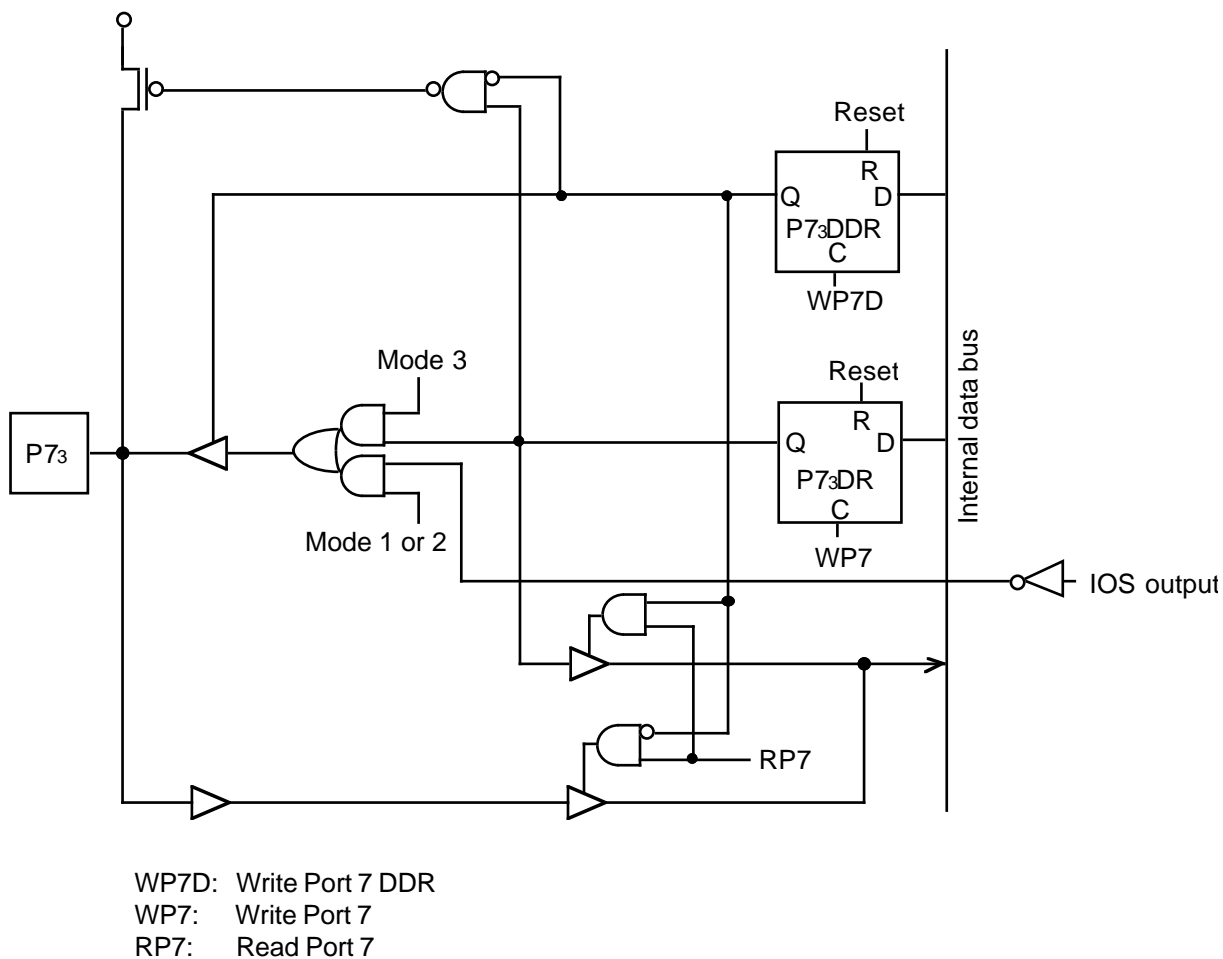 Reset
R
Q D
P73DDR
C
WP7D
Mode 3
Reset
R
Q D
P73
P73DR
C
Mode 1 or 2
WP7
Internal data bus
IOS output
RP7
WP7D: Write Port 7 DDR
WP7: Write Port 7
RP7: Read Port 7